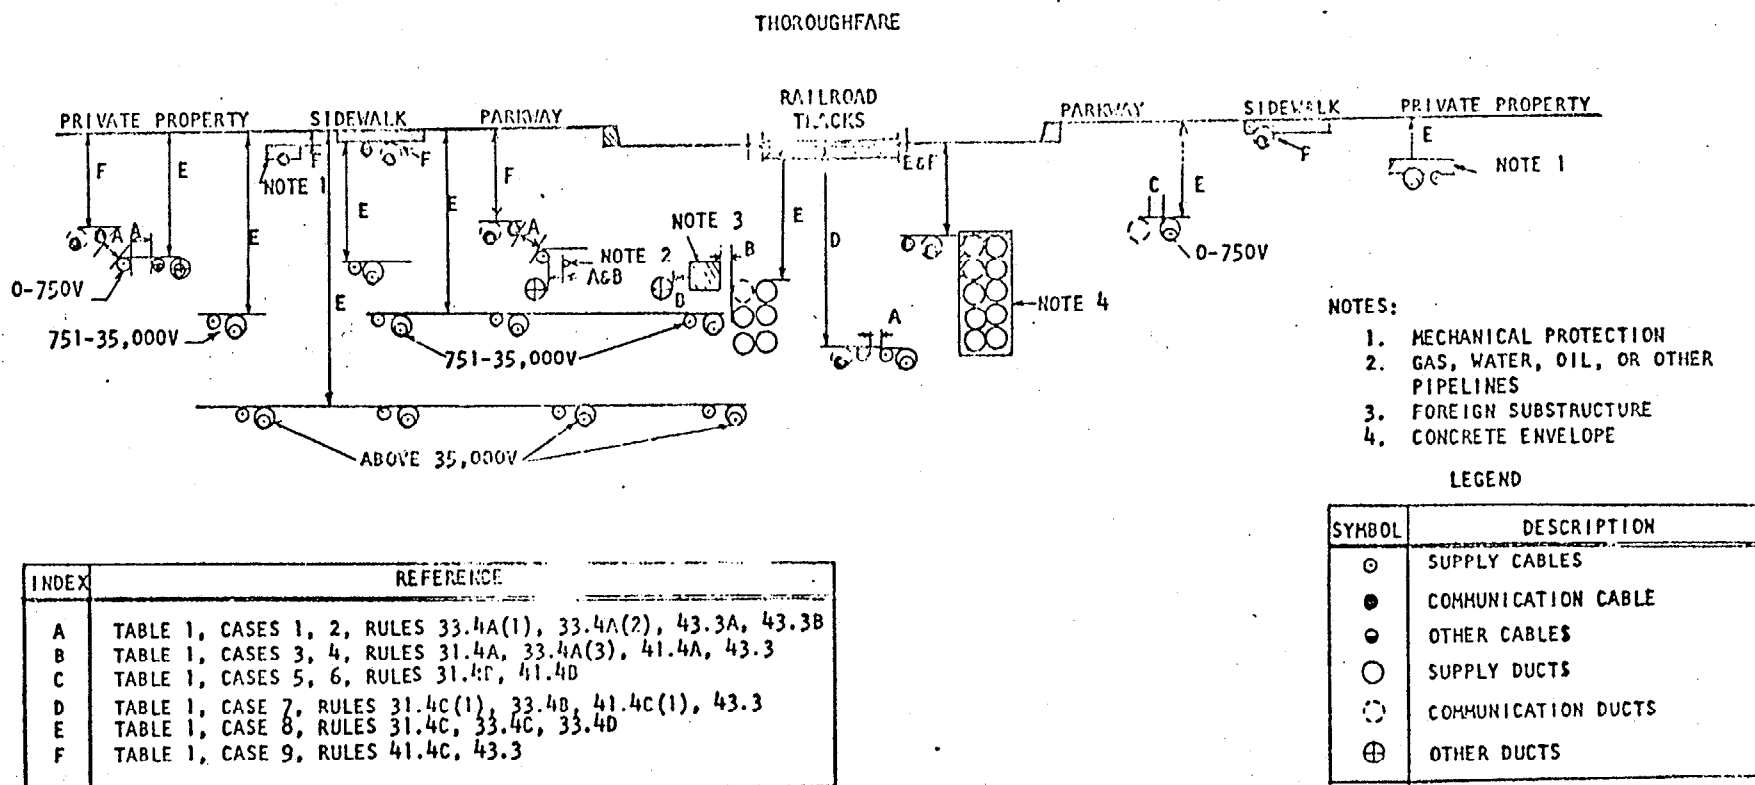 THOROUGHFARE
PRIVATE PROPERTY
SIDEWALK
PARKWAY
RAILROAD
TRACKS
PARKWAY
SIDEWALK
PRIVATE PROPERTY
F
E
E
F
NOTE 1
E
E
F
E
F
A
A
A
0-750V
751-35,000V
NOTE 2
A&B
NOTE 3
B
B
E
D
E&F
A
NOTE 4
C
E
0-750V
F
E
NOTE 1
751-35,000V
ABOVE 35,000V
NOTES:
1. MECHANICAL PROTECTION
2. GAS, WATER, OIL, OR OTHER
PIPELINES
3. FOREIGN SUBSTRUCTURE
4. CONCRETE ENVELOPE
LEGEND
SYMBOL DESCRIPTION
SUPPLY CABLES
COMMUNICATION CABLE
OTHER CABLES
SUPPLY DUCTS
COMMUNICATION DUCTS
OTHER DUCTS
INDEX REFERENCE
A TABLE 1, CASES 1, 2, RULES 33.4A(1), 33.4A(2), 43.3A, 43.3B
B TABLE 1, CASES 3, 4, RULES 31.4A, 33.4A(3), 41.4A, 43.3
C TABLE 1, CASES 5, 6, RULES 41.4B
D TABLE 1, CASE 7, RULES 31.4C(1), 33.4B, 41.4C(1), 43.3
E TABLE 1, CASE 8, RULES 31.4C, 33.4C, 33.4D
F TABLE 1, CASE 9, RULES 41.4C, 43.3